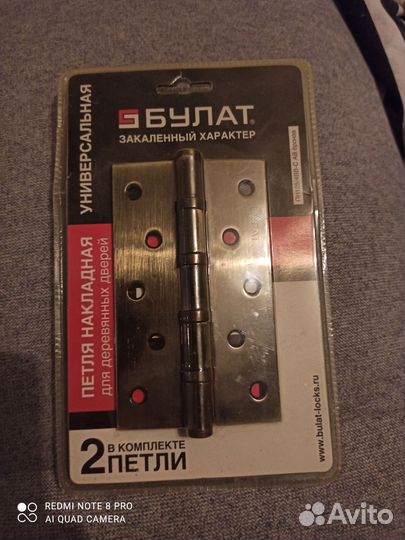 БУЛАТ®
ЗАКАЛЕННЫЙ ХАРАКТЕР
УНИВЕРСАЛЬНАЯ
ПЕТЛЯ НАКЛАДНАЯ
для деревянных дверей
2 В КОМПЛЕКТЕ
ПЕТЛИ
www.bulat-locks.ru
REDMI NOTE 8 PRO
AI QUAD CAMERA
Avito